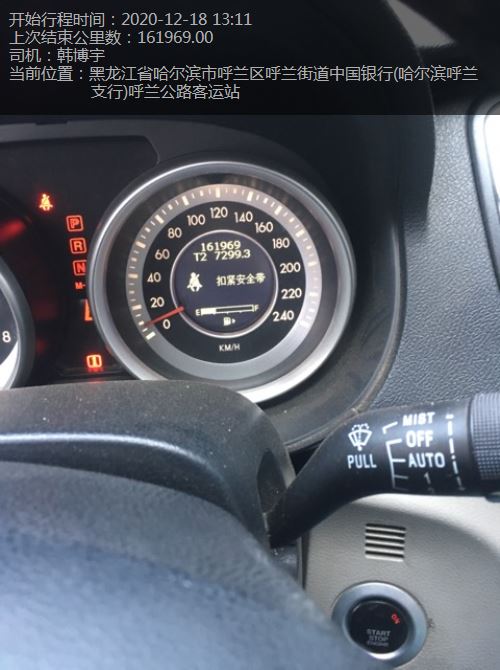 开始行程时间：2020-12-18 13:11
上次结束公里数：161969.00
司机：韩博宇
当前位置：黑龙江省哈尔滨市呼兰区呼兰街道中国银行(哈尔滨呼兰
支行)呼兰公路客运站
P
R
N
8
0
20
40
60
80
100
120
140
160
180
200
220
240
161969
T2 7299.3
扣紧安全带
E F
KM/H
MIST
OFF
AUTO
PULL
ON
START
STOP
ENGINE